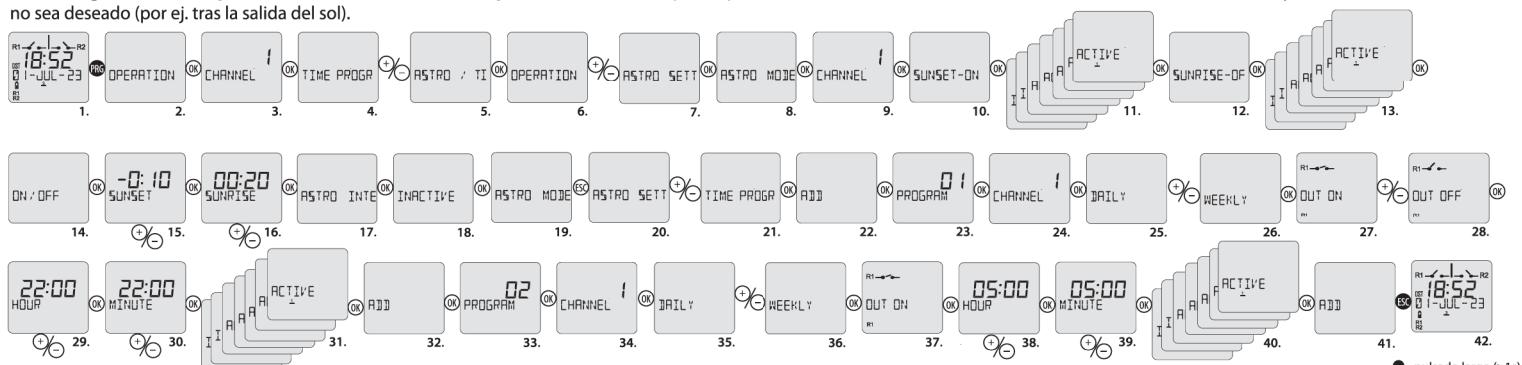 no sea deseado (por ej. tras la salida del sol).
R1 R2
18:52
1-JUL-23
R1
R2
1.
PRG
OPERATION
2.
OK
CHANNEL 1
3.
OK
TIME PROGR
4.
+/-
ASTRO / TI
5.
OK
OPERATION
6.
+/-
ASTRO SETT
7.
OK
ASTRO MODE
8.
OK
CHANNEL 1
9.
OK
SUNSET-ON
10.
OK
ACTIVE
11.
OK
SUNRISE-OF
12.
OK
ACTIVE
13.
OK
ON/OFF
14.
OK
-0:10
SUNSET
+/- 15.
OK
00:20
SUNRISE
+/- 16.
OK
ASTRO INTE
17.
OK
INACTIVE
18.
OK
ASTRO MODE
19.
ESC
ASTRO SETT
20.
+/-
TIME PROGR
21.
OK
ADD
22.
OK
PROGRAM 01
23.
OK
CHANNEL 1
24.
OK
DAILY
25.
+/-
WEEKLY
26.
OK
R1
OUT ON
R1
27.
+/-
R1
OUT OFF
R1
28.
OK
22:00
HOUR
+/- 29.
OK
22:00
MINUTE
+/- 30.
OK
ACTIVE
31.
OK
ADD
32.
OK
PROGRAM 02
33.
OK
CHANNEL 1
34.
OK
DAILY
35.
+/-
WEEKLY
36.
OK
R1
OUT ON
R1
37.
OK
05:00
HOUR
+/- 38.
OK
05:00
MINUTE
+/- 39.
OK
ACTIVE
40.
OK
ADD
41.
ESC
R1 R2
18:52
1-JUL-23
R1
R2
42.